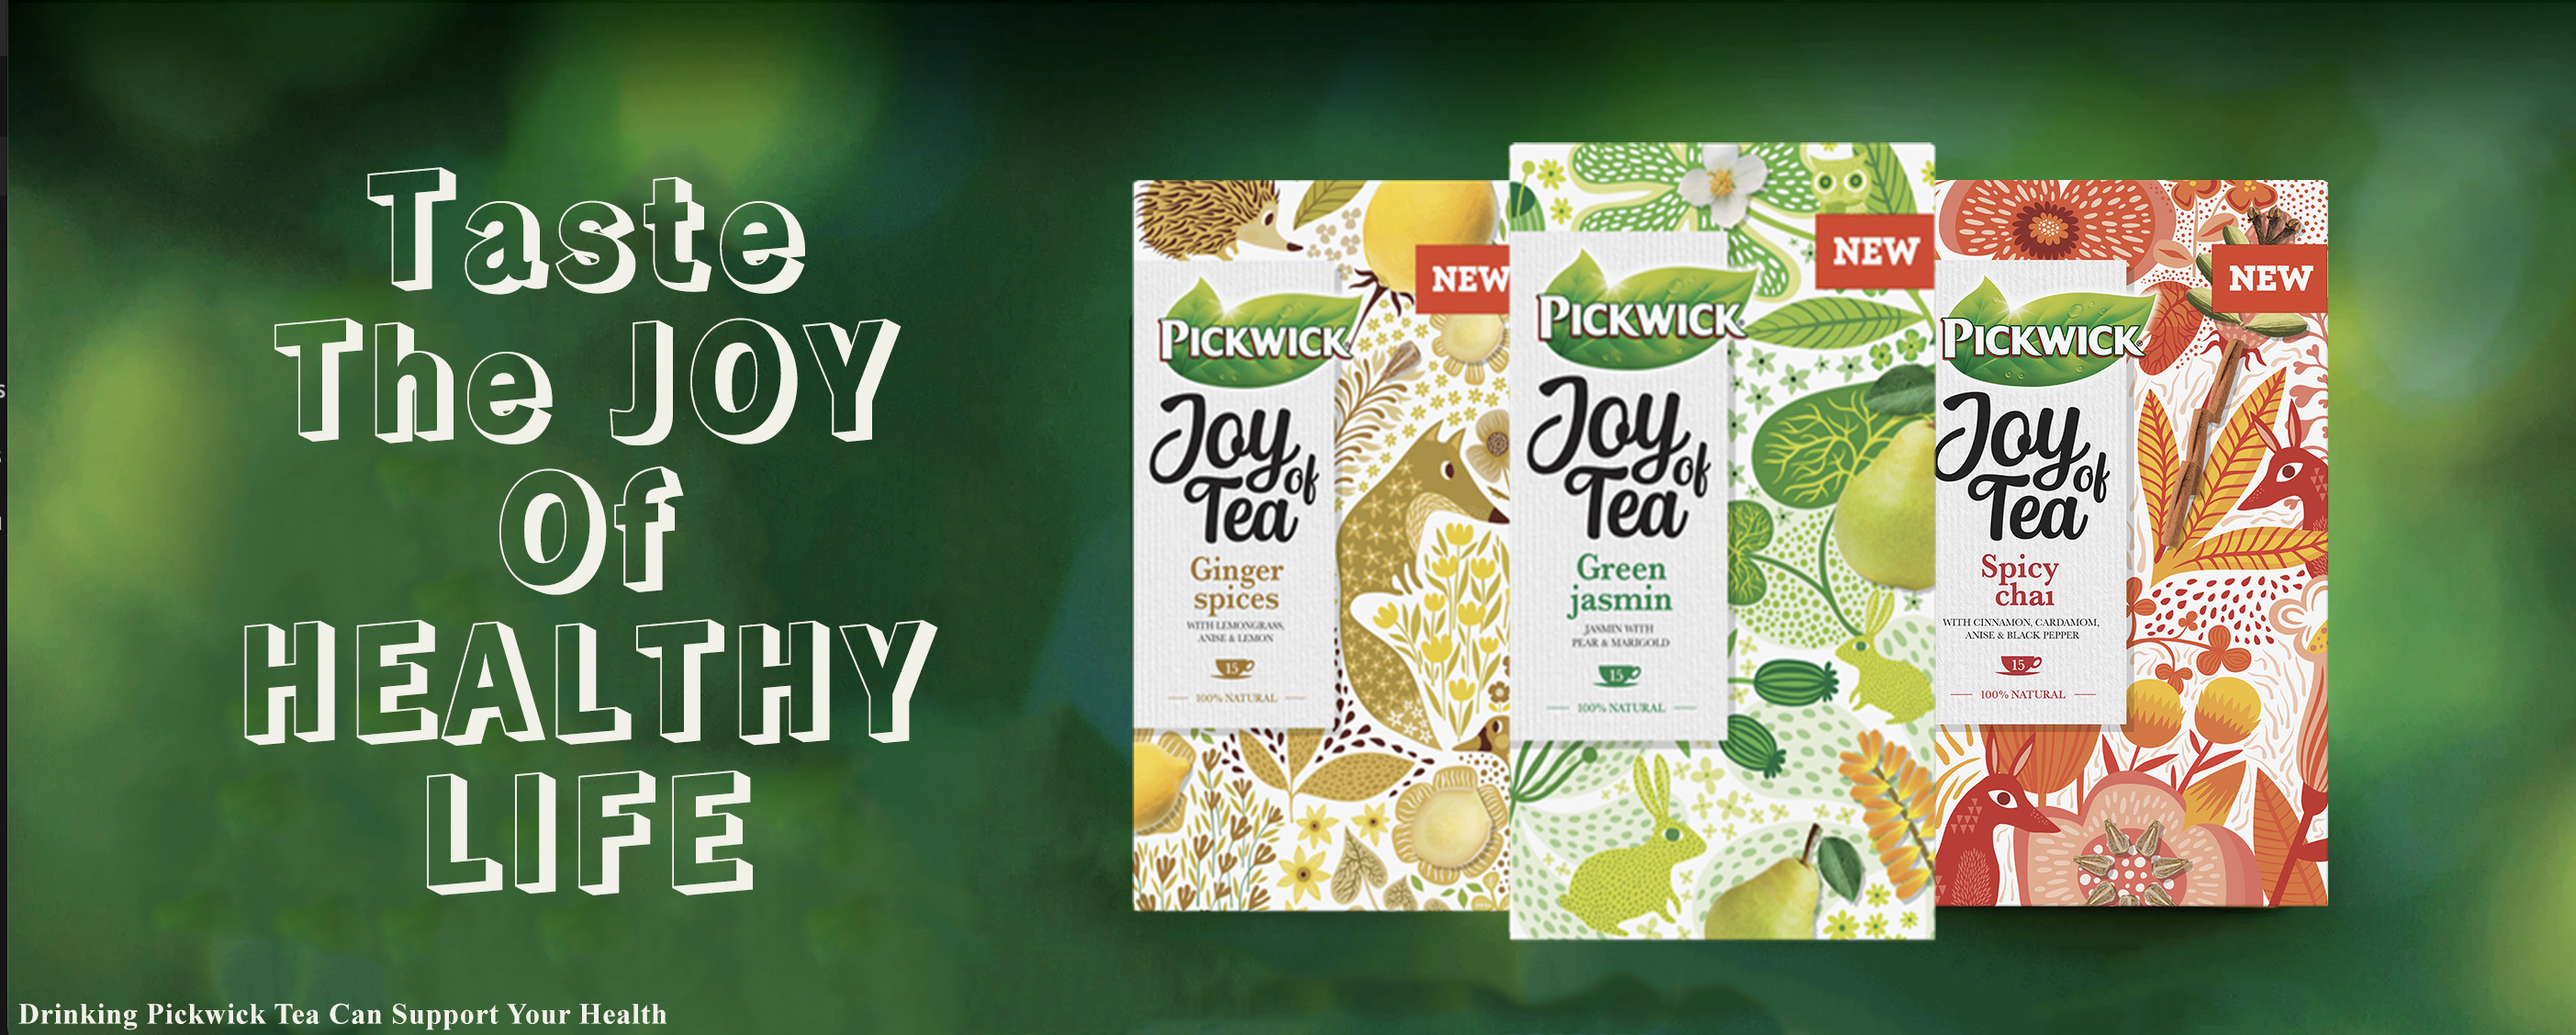 Taste
The JOY
Of
HEALTHY
LIFE
Drinking Pickwick Tea Can Support Your Health
NEW
PICKWICK
Joy of
Tea
Ginger
spices
WITH LEMONGRASS,
ANISE & LEMON
15
100% NATURAL
NEW
PICKWICK
Joy of
Tea
Green
jasmin
JASMIN WITH
PEAR & MARIGOLD
15
100% NATURAL
NEW
PICKWICK
Joy of
Tea
Spicy
chai
WITH CINNAMON, CARDAMOM,
ANISE & BLACK PEPPER
15
100% NATURAL